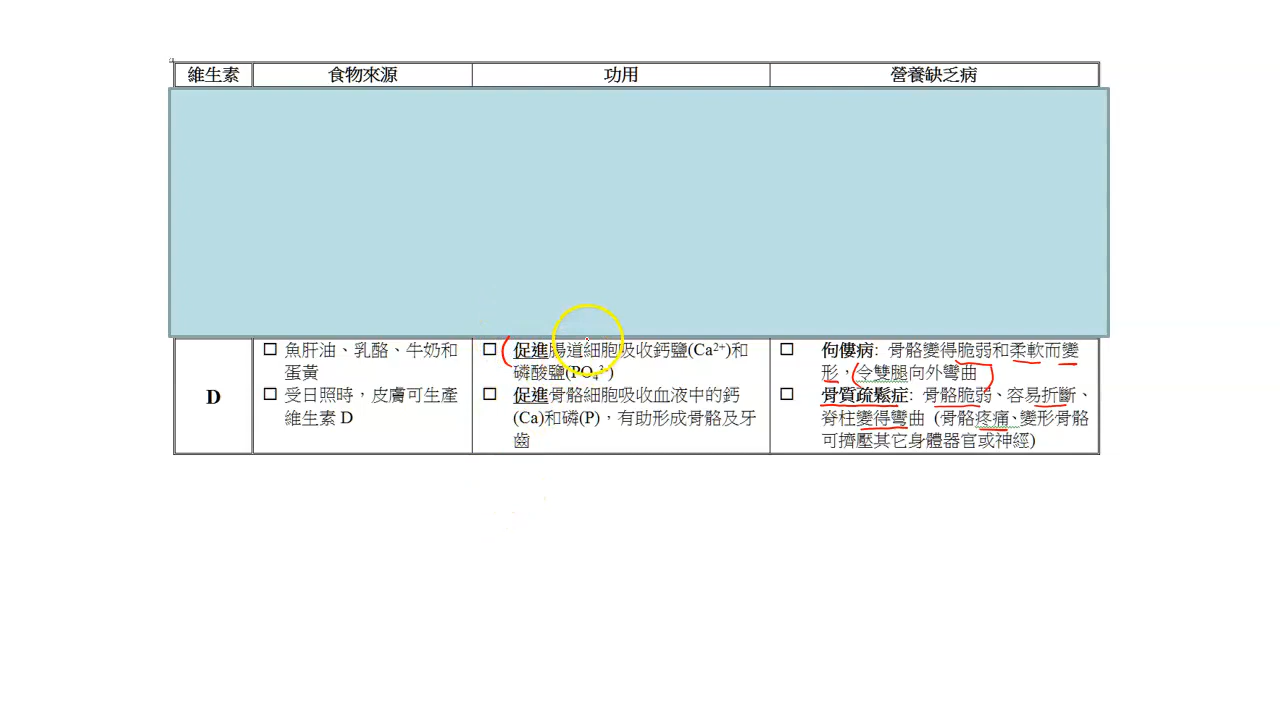 維生素 食物來源 功用 營養缺乏病
D
□ 魚肝油、乳酪、牛奶和
蛋黃
□ 受日照時，皮膚可生產
維生素 D
□ 促進腸道細胞吸收鈣鹽(Ca²⁺)和
磷酸鹽(PO₄³⁻)
□ 促進骨骼細胞吸收血液中的鈣
(Ca)和磷(P)，有助形成骨骼及牙
齒
□ 佝僂病: 骨骼變得脆弱和柔軟而變
形，令雙腿向外彎曲
□ 骨質疏鬆症: 骨骼脆弱、容易折斷、
脊柱變得彎曲 (骨骼疼痛、變形骨骼
可擠壓其它身體器官或神經)